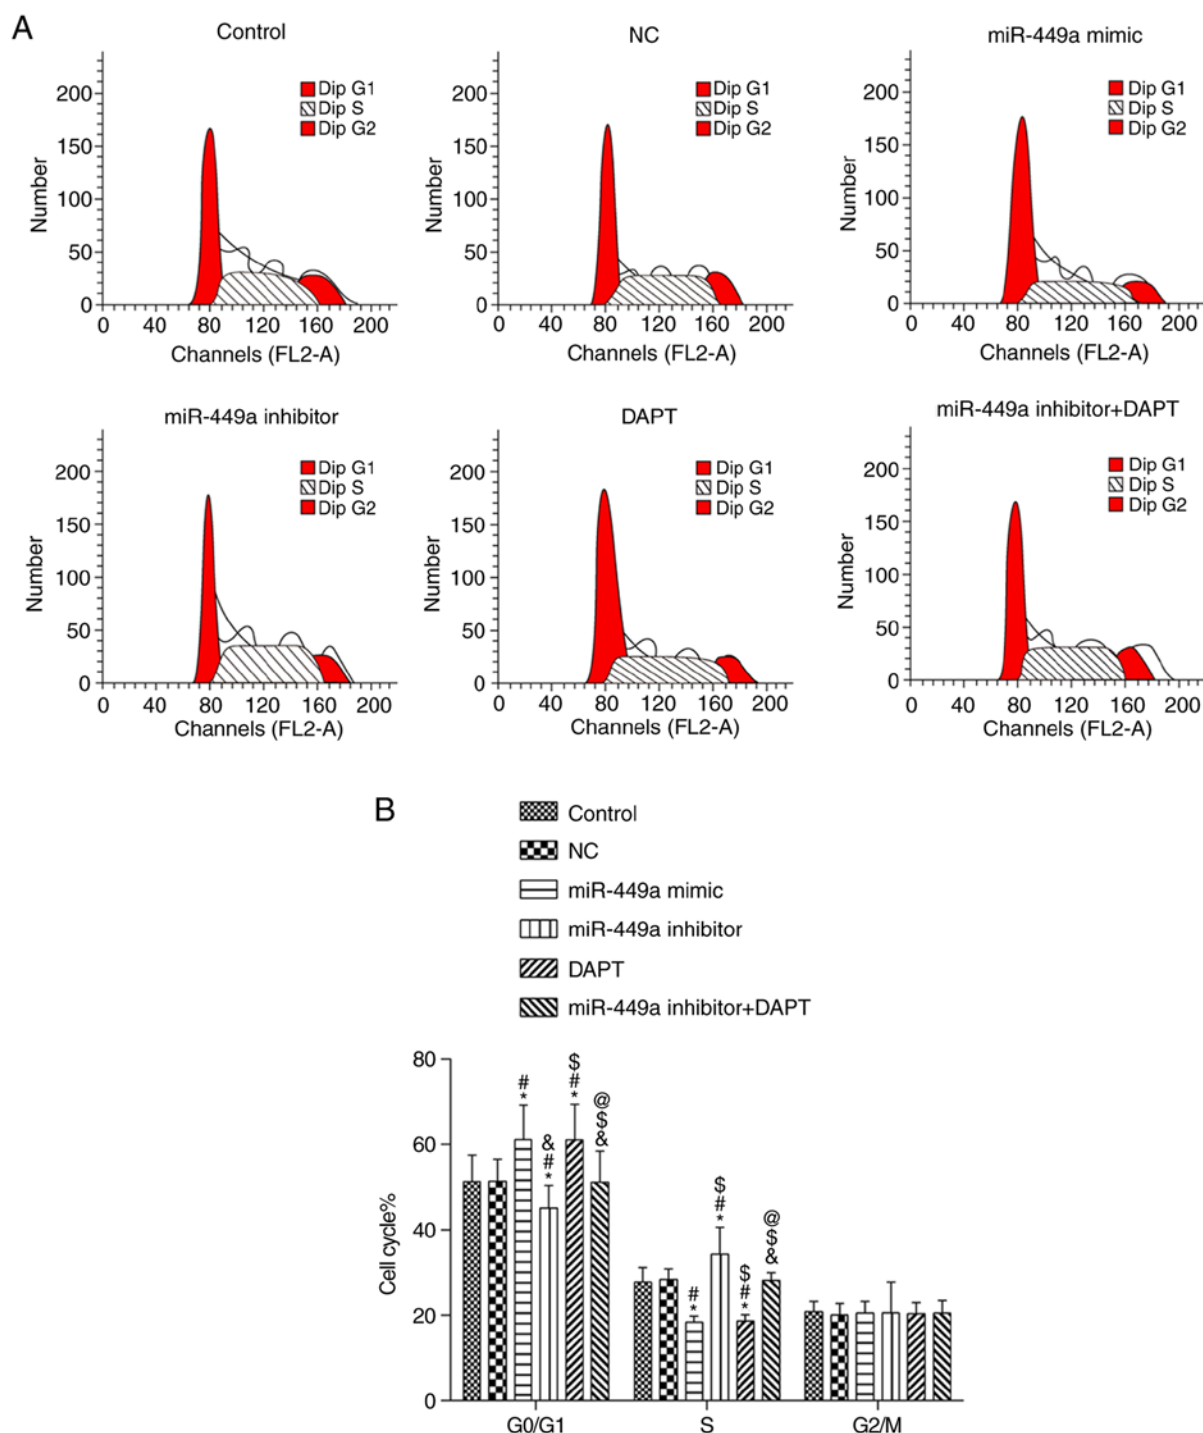 A
Control
Number
200
150
100
50
0
Dip G1
Dip S
Dip G2
0 40 80 120 160 200
Channels (FL2-A)
NC
Number
200
150
100
50
0
Dip G1
Dip S
Dip G2
0 40 80 120 160 200
Channels (FL2-A)
miR-449a mimic
Number
200
150
100
50
0
Dip G1
Dip S
Dip G2
0 40 80 120 160 200
Channels (FL2-A)
miR-449a inhibitor
Number
200
150
100
50
0
Dip G1
Dip S
Dip G2
0 40 80 120 160 200
Channels (FL2-A)
DAPT
Number
200
150
100
50
0
Dip G1
Dip S
Dip G2
0 40 80 120 160 200
Channels (FL2-A)
miR-449a inhibitor+DAPT
Number
200
150
100
50
0
Dip G1
Dip S
Dip G2
0 40 80 120 160 200
Channels (FL2-A)
B
Control
NC
miR-449a mimic
miR-449a inhibitor
DAPT
miR-449a inhibitor+DAPT
Cell cycle%
80
60
40
20
0
#
*
&
#
*
$
#
*
@
$
&
#
*
$
#
*
$
#
*
@
$
&
G0/G1 S G2/M